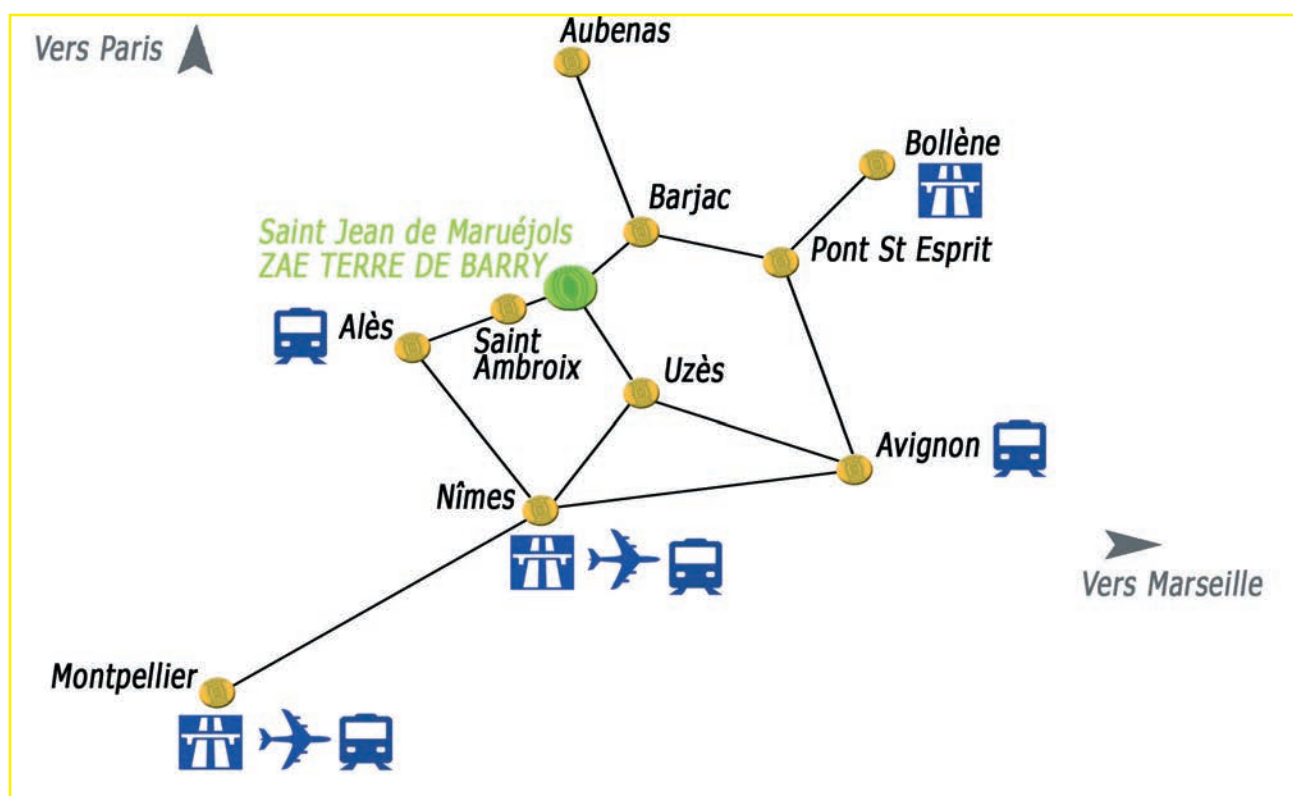 Aubenas
Vers Paris
Bollène
Barjac
Saint Jean de Maruéjols
ZAE TERRE DE BARRY
Pont St Esprit
Alès
Saint
Ambroix
Uzès
Avignon
Nîmes
Vers Marseille
Montpellier